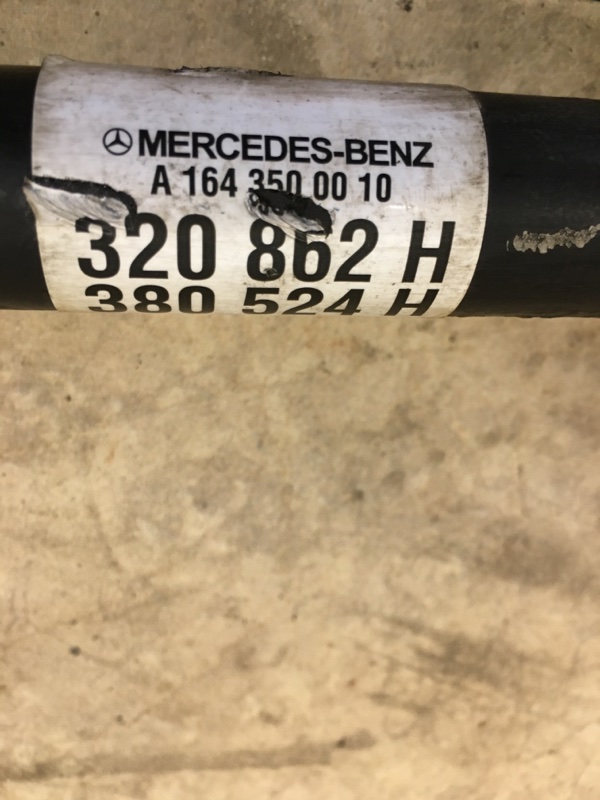 MERCEDES-BENZ
A 164 350 00 10
320 862 H
380 524 H